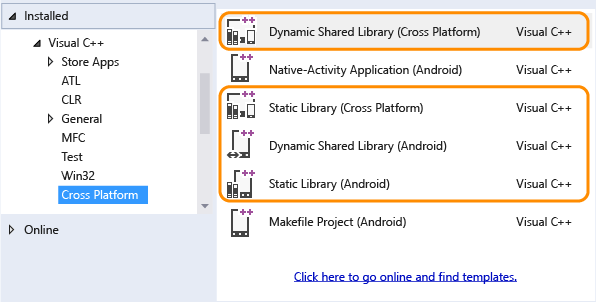 Installed
Visual C++
Store Apps
ATL
CLR
General
MFC
Test
Win32
Cross Platform
Online
Dynamic Shared Library (Cross Platform) Visual C++
Native-Activity Application (Android) Visual C++
Static Library (Cross Platform) Visual C++
Dynamic Shared Library (Android) Visual C++
Static Library (Android) Visual C++
Makefile Project (Android) Visual C++
Click here to go online and find templates.